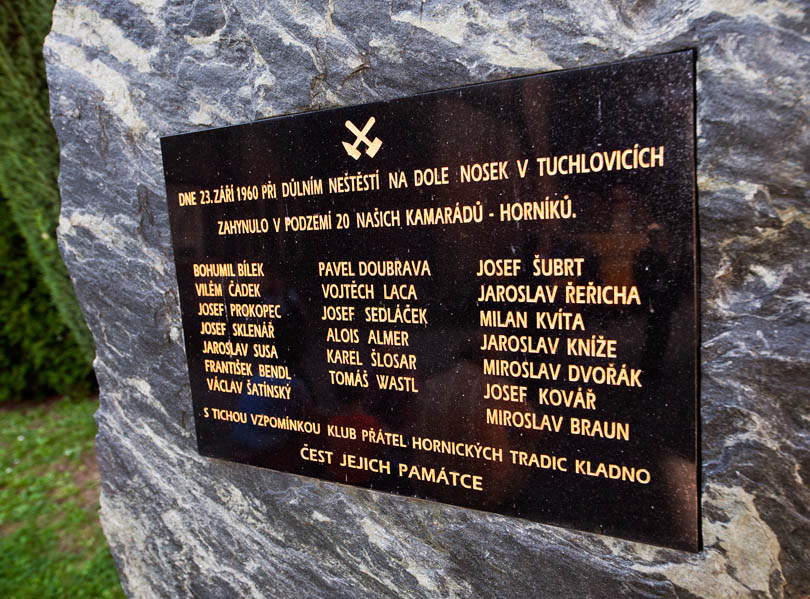 DNE 23. ZÁŘÍ 1960 PŘI DŮLNÍM NEŠTĚSTÍ NA DOLE NOSEK V TUCHLOVICÍCH
ZAHYNULO V PODZEMÍ 20 NAŠICH KAMARÁDŮ - HORNÍKŮ.
BOHUMIL BÍLEK
VILÉM ČADEK
JOSEF PROKOPEC
JOSEF SKLENÁŘ
JAROSLAV SUSA
FRANTIŠEK BENDL
VÁCLAV ŠATÍNSKÝ
PAVEL DOUBRAVA
VOJTĚCH LACA
JOSEF SEDLÁČEK
ALOIS ALMER
KAREL ŠLOSAR
TOMÁŠ WASTL
JOSEF ŠUBRT
JAROSLAV ŘEŘICHA
MILAN KVÍTA
JAROSLAV KNÍŽE
MIROSLAV DVOŘÁK
JOSEF KOVÁŘ
MIROSLAV BRAUN
S TICHOU VZPOMÍNKOU KLUB PŘÁTEL HORNICKÝCH TRADIC KLADNO
ČEST JEJICH PAMÁTCE